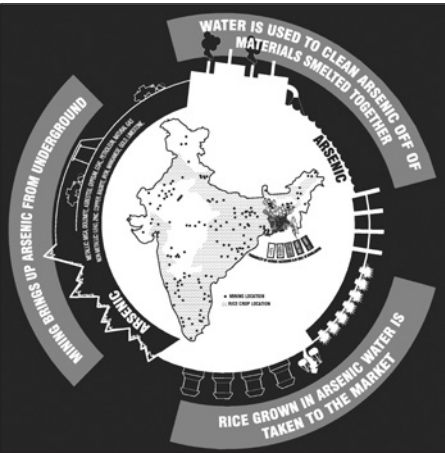 WATER IS USED TO CLEAN ARSENIC OFF OF
MATERIALS SMELTED TOGETHER
ARSENIC
MINING BRINGS UP ARSENIC FROM UNDERGROUND
ARSENIC
MINING LOCATION
RICE CROP LOCATION
RICE GROWN IN ARSENIC WATER IS
TAKEN TO THE MARKET